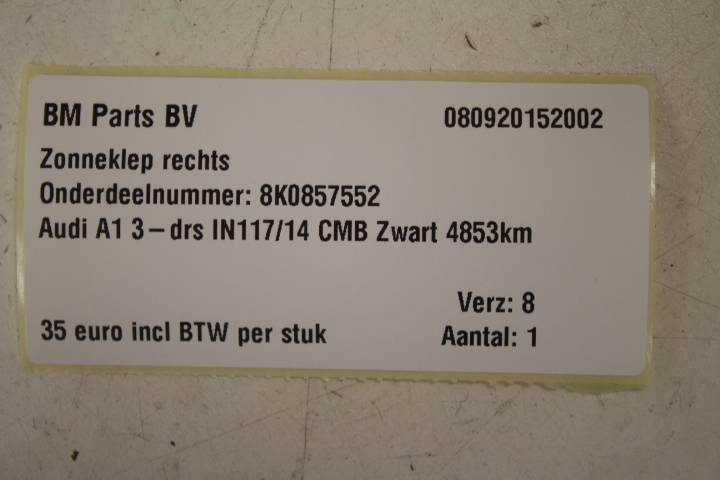 BM Parts BV 080920152002
Zonneklep rechts
Onderdeelnummer: 8K0857552
Audi A1 3-drs IN117/14 CMB Zwart 4853km
Verz: 8
35 euro incl BTW per stuk Aantal: 1